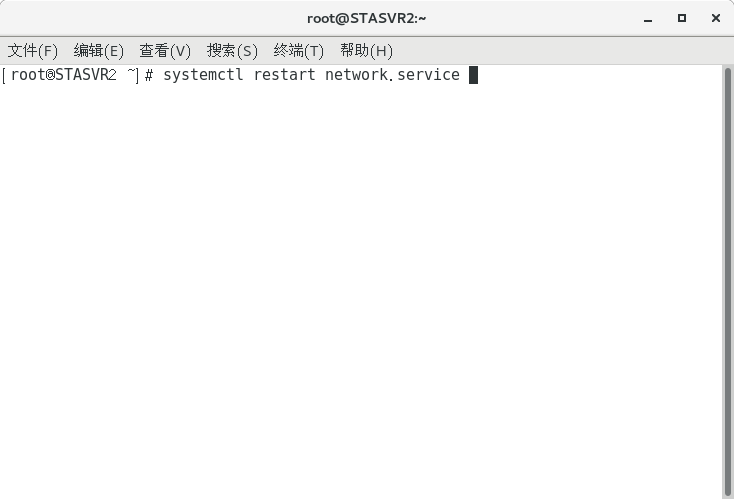 root@STASVR2:~
文件(F) 编辑(E) 查看(V) 搜索(S) 终端(T) 帮助(H)
[root@STASVR2 ~]# systemctl restart network.service